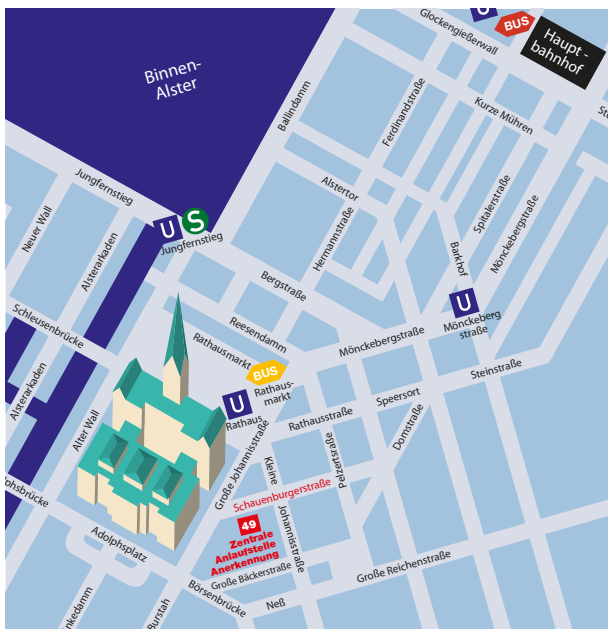 U
BUS
Glockengießerwall
Haupt-
bahnhof
Binnen-
Alster
Ballindamm
Ferdinandstraße
Kurze Mühren
Jungfernstieg
Alstertor
Neuer Wall
U
S
Jungfernstieg
Alsterarkaden
Hermannstraße
Spitalerstraße
Mönckebergstraße
Barkhof
Bergstraße
U
Mönckeberg
straße
Schleusenbrücke
Reesendamm
Rathausmarkt
Mönckebergstraße
BUS
Rathaus-
markt
Steinstraße
Alsterarkaden
U
Rathaus
Speersort
Rathausstraße
Domstraße
Alter Wall
Große Johannisstraße
Pelzerstraße
Kleine
Johannisstraße
Schauenburgerstraße
49
Zentrale
Anlaufstelle
Anerkennung
Adolphsplatz
Große Bäckerstraße
Große Reichenstraße
Börsenbrücke
Neß